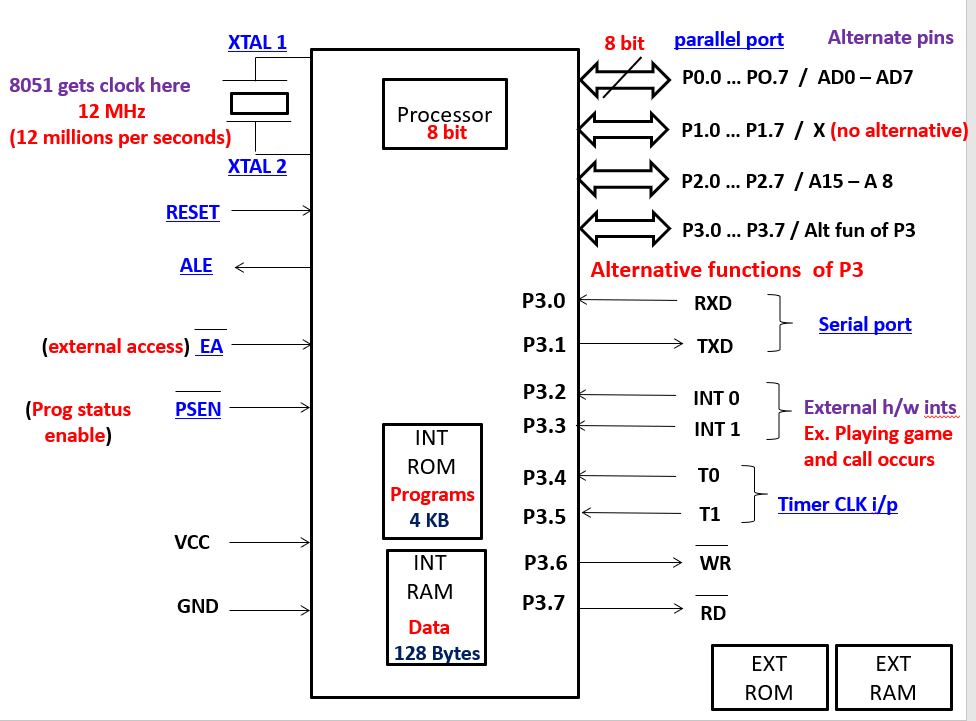 XTAL 1
8051 gets clock here
12 MHz
(12 millions per seconds)
XTAL 2
RESET
ALE
(external access) EA
(Prog status
enable)
PSEN
VCC
GND
Processor
8 bit
INT
ROM
Programs
4 KB
INT
RAM
Data
128 Bytes
8 bit
parallel port
Alternate pins
P0.0 ... PO.7 / AD0 – AD7
P1.0 ... P1.7 / X (no alternative)
P2.0 ... P2.7 / A15 – A 8
P3.0 ... P3.7 / Alt fun of P3
Alternative functions of P3
P3.0 RXD
P3.1 TXD
Serial port
P3.2 INT 0
P3.3 INT 1
External h/w ints
Ex. Playing game
and call occurs
P3.4 T0
P3.5 T1
Timer CLK i/p
P3.6 WR
P3.7 RD
EXT
ROM
EXT
RAM